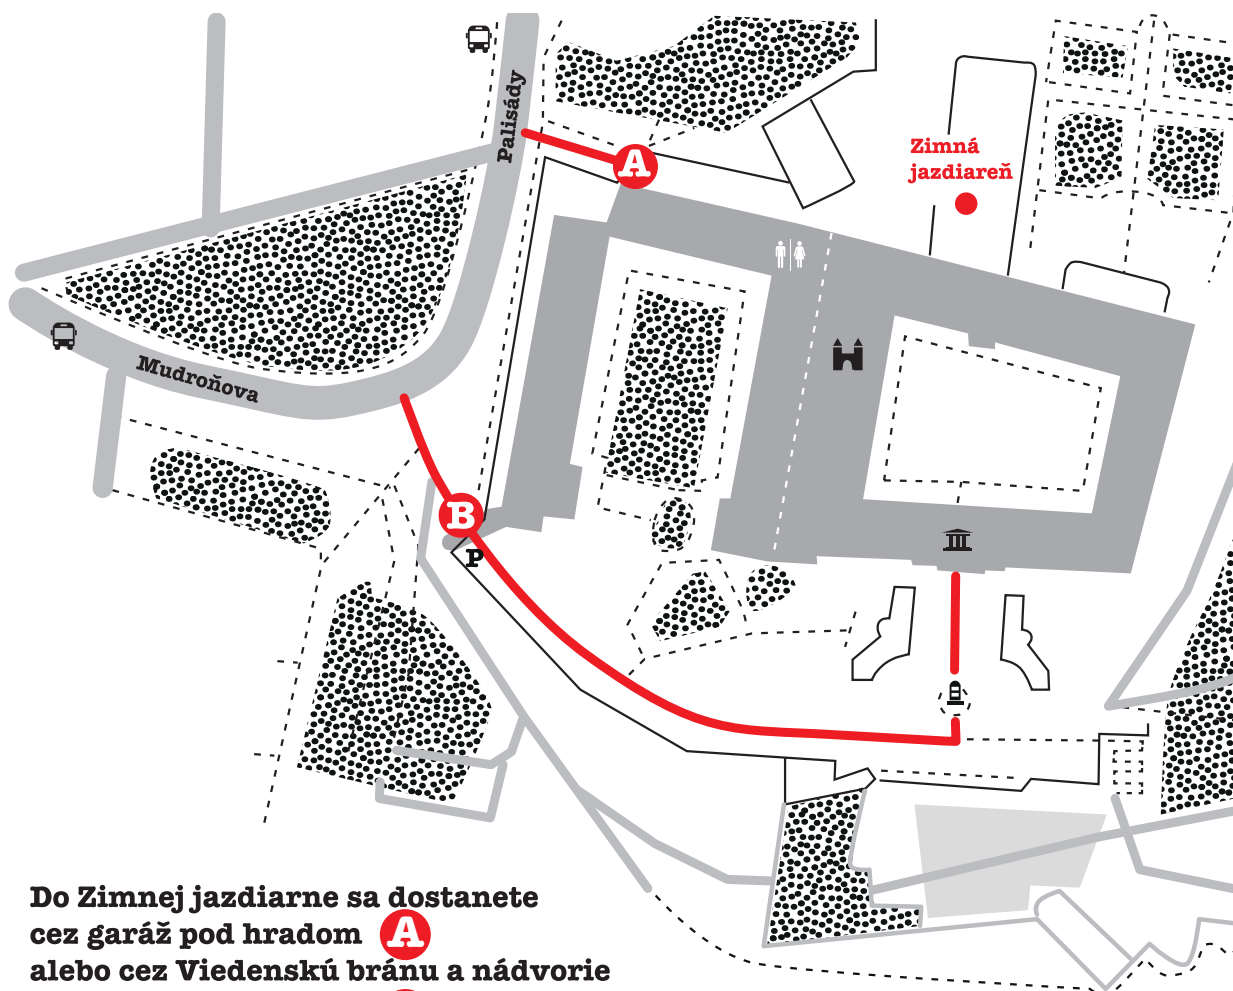 Palisády
A
Zimná
jazdiareň
Mudroňova
B
P
Do Zimnej jazdiarne sa dostanete
cez garáž pod hradom A
alebo cez Viedenskú bránu a nádvorie